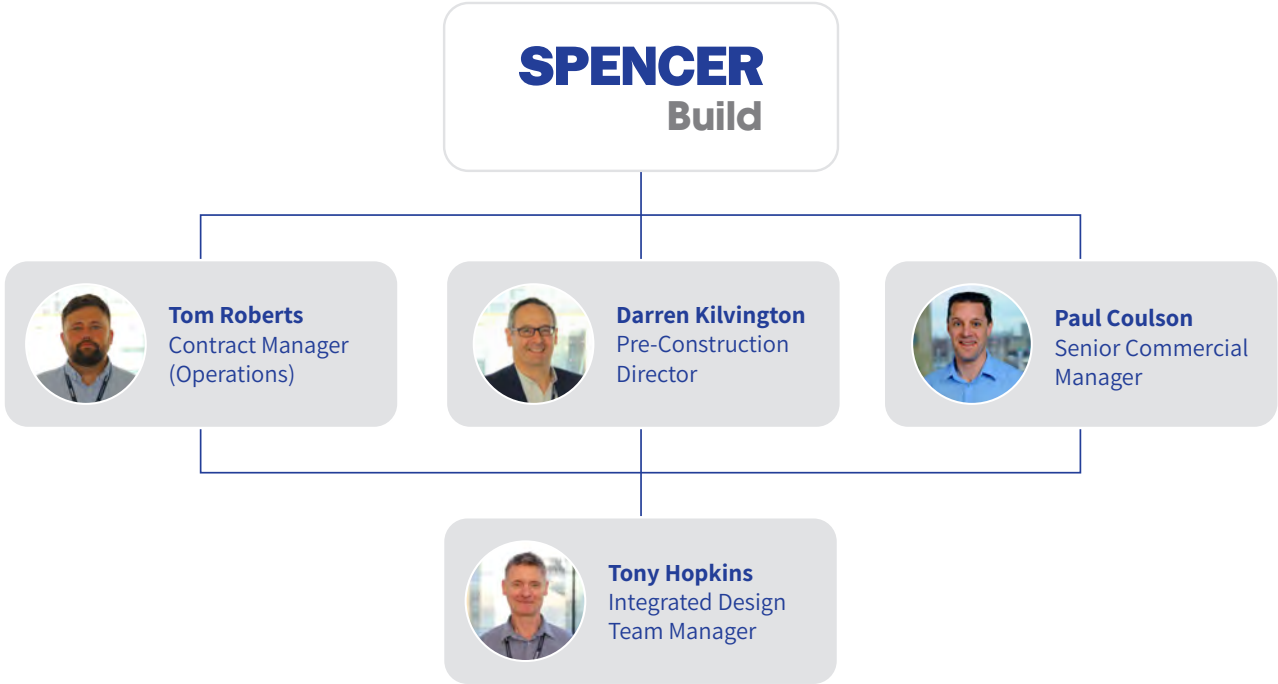 SPENCER
Build
Tom Roberts
Contract Manager
(Operations)
Darren Kilvington
Pre-Construction
Director
Paul Coulson
Senior Commercial
Manager
Tony Hopkins
Integrated Design
Team Manager